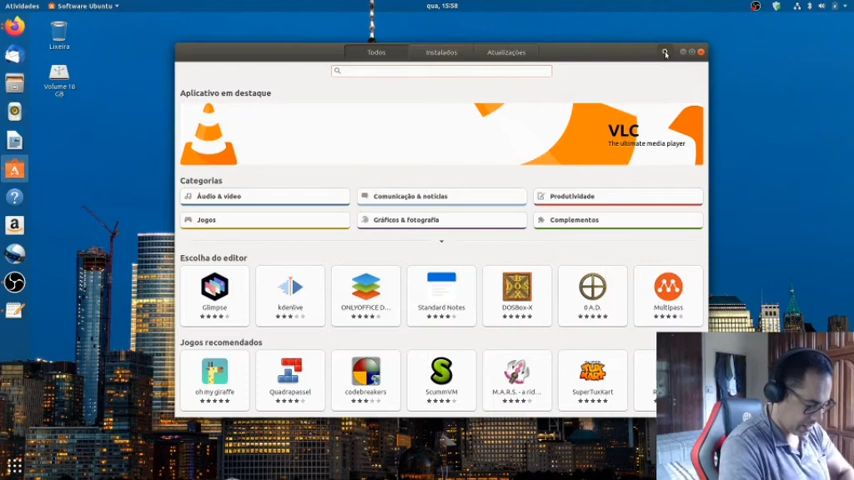 Atividades
Software Ubuntu
qua, 15:58
Lixeira
Volume 18
GB
Todos
Instalados
Atualizações
Aplicativo em destaque
VLC
The ultimate media player
Categorias
Áudio & vídeo
Comunicação & notícias
Produtividade
Jogos
Gráficos & fotografia
Complementos
Escolha do editor
Glimpse
kdenlive
ONLYOFFICE D...
Standard Notes
DOSBox-X
0 A.D.
Multipass
Jogos recomendados
oh my giraffe
Quadrapassel
codebreakers
ScummVM
M.A.R.S. - a rid...
SuperTuxKart